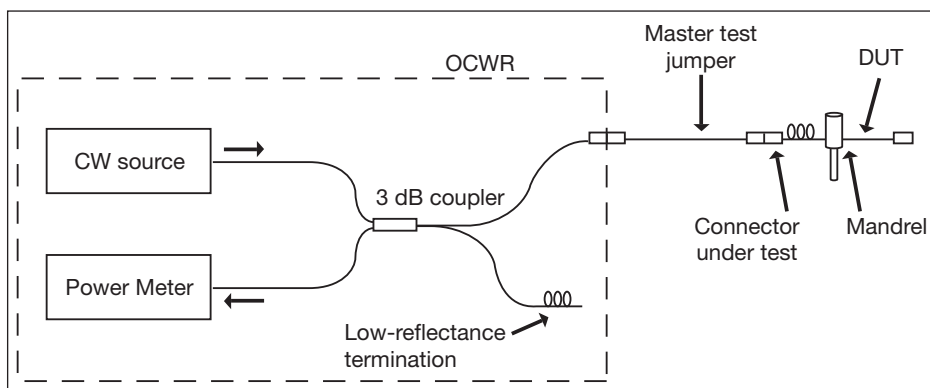 OCWR
Master test
jumper
DUT
CW source
3 dB coupler
Connector
under test
Mandrel
Power Meter
Low-reflectance
termination